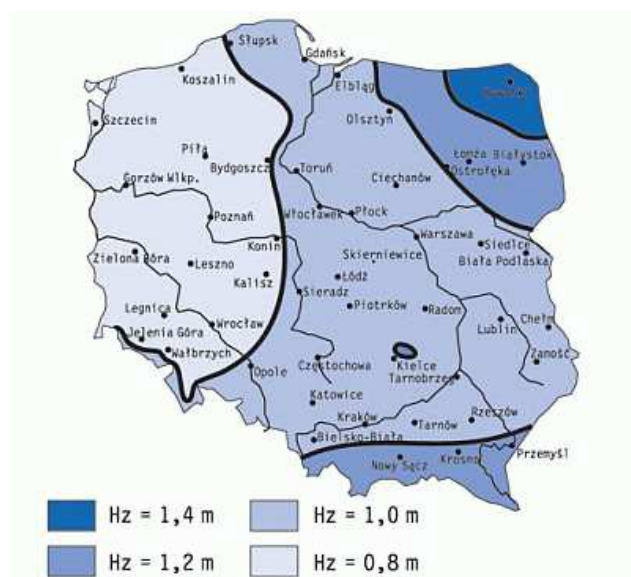 Słupsk
Gdańsk
Koszalin
Elbląg
Suwałki
Olsztyn
Szczecin
Piła
Bydgoszcz
Łomża Białystok
Ostrołęka
Toruń
Ciechanów
Gorzów Wlkp.
Włocławek
Płock
Poznań
Warszawa
Konin
Siedlce
Skierniewice
Biała Podlaska
Zielona Góra
Leszno
Łódź
Kalisz
Sieradz
Piotrków
Radom
Legnica
Wrocław
Lublin
Chełm
Jelenia Góra
Wałbrzych
Zamość
Opole
Częstochowa
Kielce
Tarnobrzeg
Katowice
Kraków
Tarnów
Rzeszów
Bielsko-Biała
Przemyśl
Nowy Sącz
Krosno
Hz = 1,4 m
Hz = 1,0 m
Hz = 1,2 m
Hz = 0,8 m